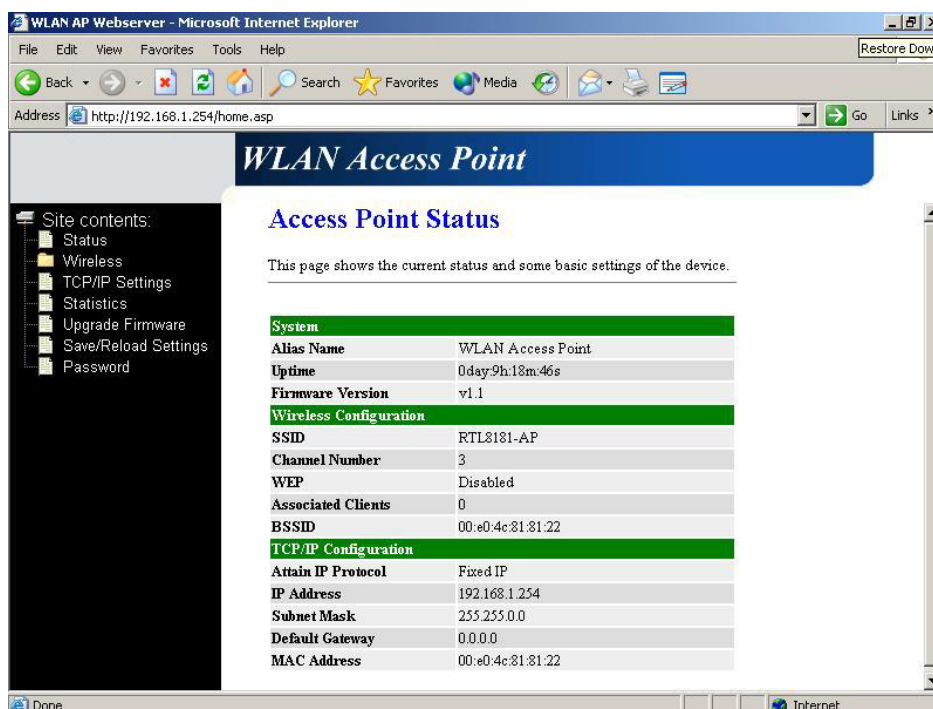 WLAN AP Webserver - Microsoft Internet Explorer
File Edit View Favorites Tools Help
Restore Dow
Back Search Favorites Media
Address http://192.168.1.254/home.asp Go Links
WLAN Access Point
Site contents:
Status
Wireless
TCP/IP Settings
Statistics
Upgrade Firmware
Save/Reload Settings
Password
Access Point Status
This page shows the current status and some basic settings of the device.
System
Alias Name WLAN Access Point
Uptime 0day:9h:18m:46s
Firmware Version v1.1
Wireless Configuration
SSID RTL8181-AP
Channel Number 3
WEP Disabled
Associated Clients 0
BSSID 00:e0:4c:81:81:22
TCP/IP Configuration
Attain IP Protocol Fixed IP
IP Address 192.168.1.254
Subnet Mask 255.255.0.0
Default Gateway 0.0.0.0
MAC Address 00:e0:4c:81:81:22
Done Internet